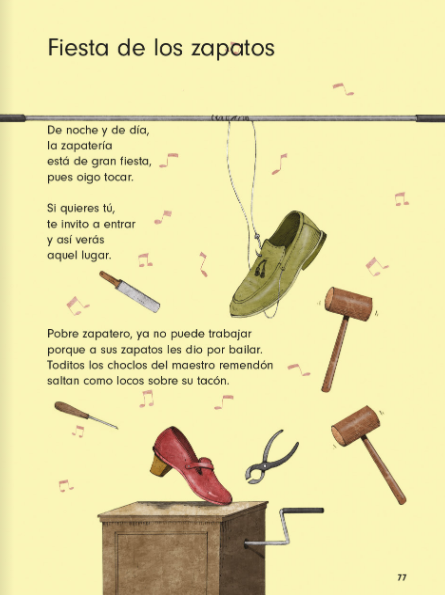 Fiesta de los zapatos
De noche y de día,
la zapatería
está de gran fiesta,
pues oigo tocar.
Si quieres tú,
te invito a entrar
y así verás
aquel lugar.
Pobre zapatero, ya no puede trabajar
porque a sus zapatos les dio por bailar.
Toditos los choclos del maestro remendón
saltan como locos sobre su tacón.
77